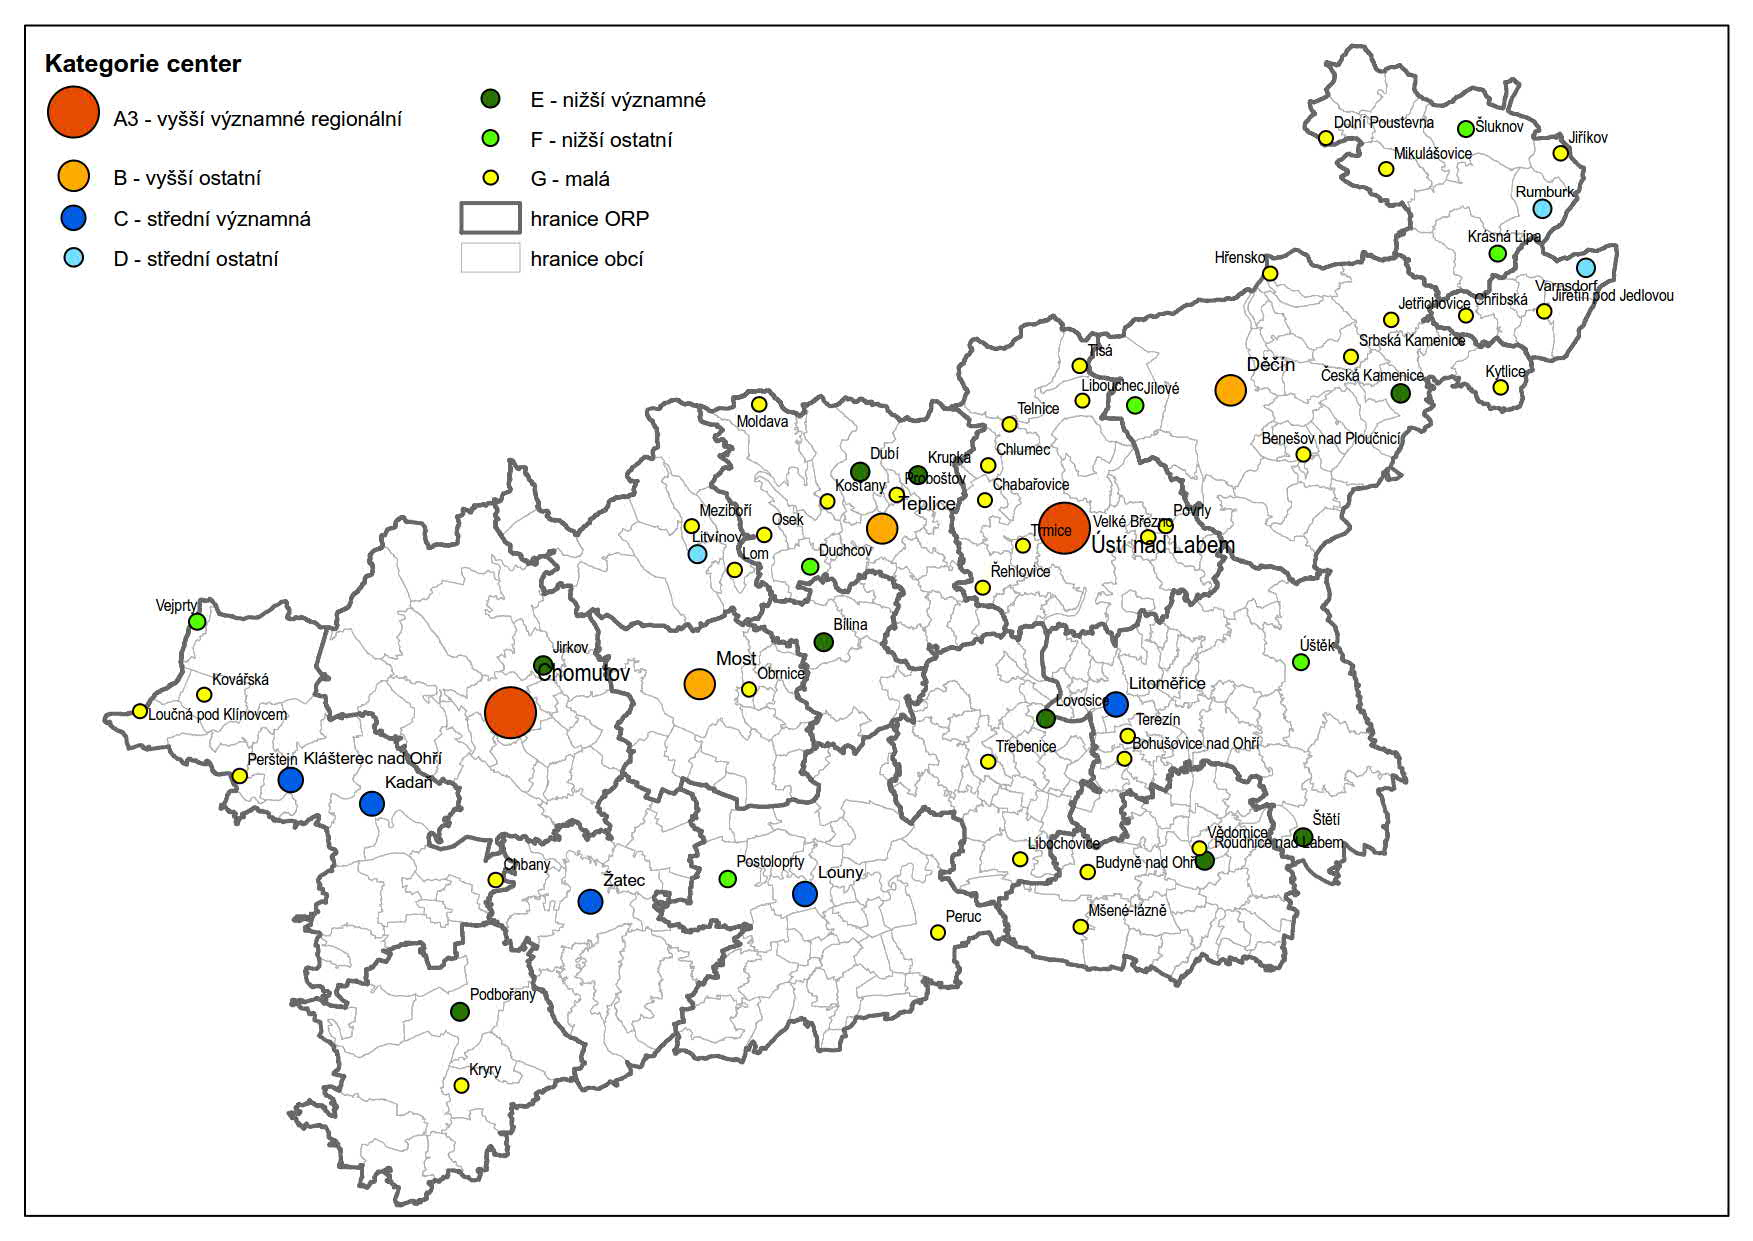 Kategorie center
A3 - vyšší významné regionální
B - vyšší ostatní
C - střední významná
D - střední ostatní
E - nižší významné
F - nižší ostatní
G - malá
hranice ORP
hranice obcí
Dolní Poustevna
Šluknov
Jiříkov
Mikulášovice
Rumburk
Krásná Lípa
Hřensko
Varnsdorf
Jiřetín pod Jedlovou
Chřibská
Jetřichovice
Srbská Kamenice
Tisá
Děčín
Česká Kamenice
Kytlice
Libouchec
Jílové
Telnice
Moldava
Benešov nad Ploučnicí
Chlumec
Dubí
Krupka
Proboštov
Košťany
Chabařovice
Teplice
Meziboří
Osek
Povrly
Velké Březno
Trmice
Ústí nad Labem
Litvínov
Lom
Duchcov
Řehlovice
Vejprty
Bílina
Úštěk
Jirkov
Chomutov
Most
Obrnice
Kovářská
Loučná pod Klínovcem
Litoměřice
Lovosice
Terezín
Bohušovice nad Ohří
Třebenice
Perštejn
Klášterec nad Ohří
Kadaň
Štětí
Vědomice
Roudnice nad Labem
Libochovice
Budyně nad Ohří
Chbany
Žatec
Postoloprty
Louny
Peruc
Mšené-lázně
Podbořany
Kryry